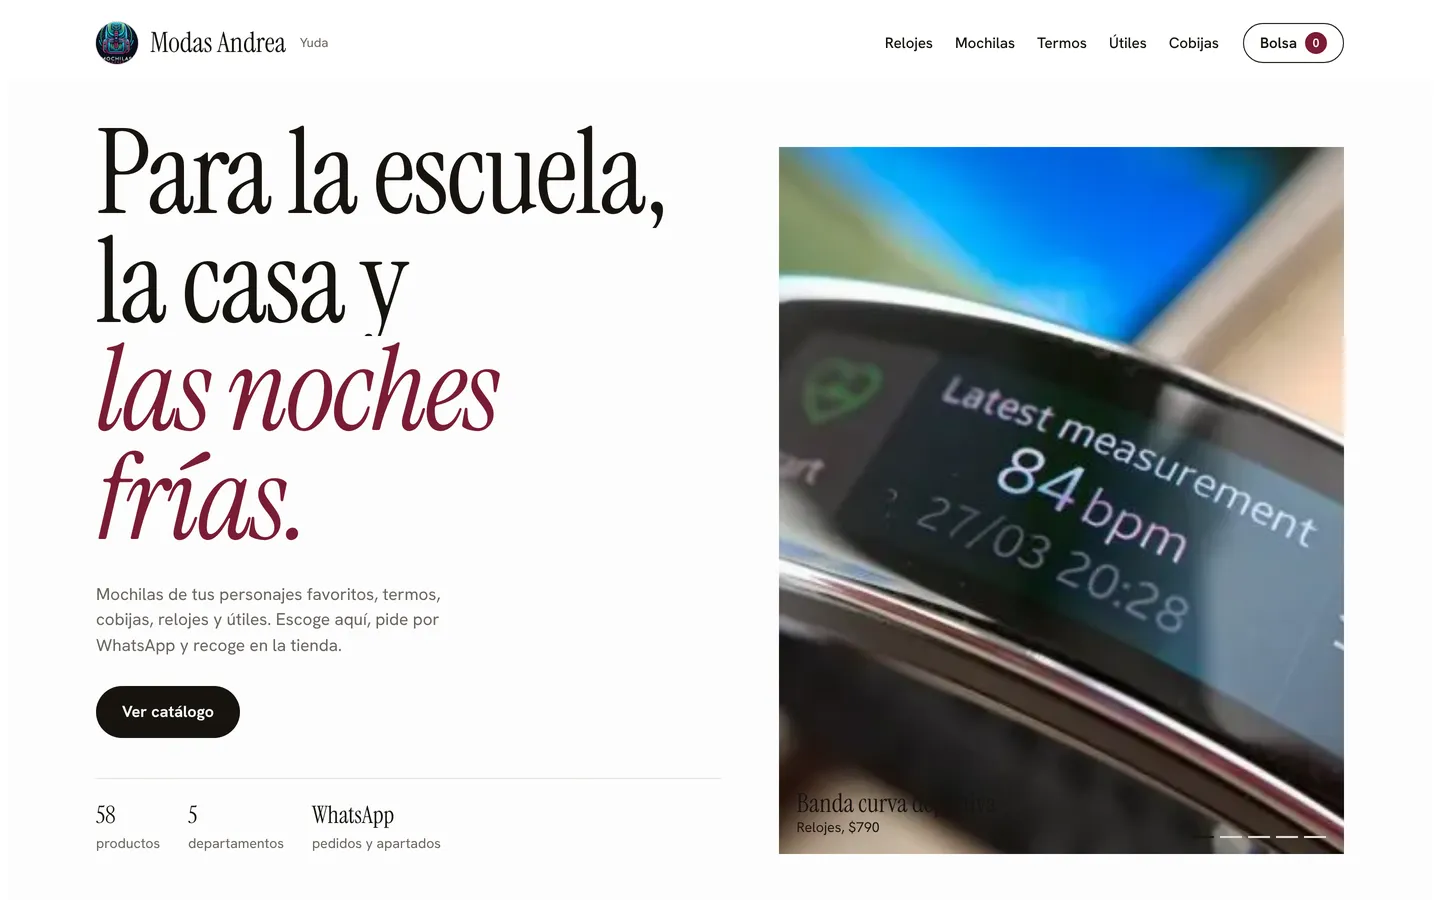 MOCHILAS
Modas Andrea
Yuda
Relojes
Mochilas
Termos
Útiles
Cobijas
Bolsa 0
Para la escuela,
la casa y
las noches
frías.
Mochilas de tus personajes favoritos, termos,
cobijas, relojes y útiles. Escoge aquí, pide por
WhatsApp y recoge en la tienda.
Ver catálogo
58
productos
5
departamentos
WhatsApp
pedidos y apartados
Latest measurement
84 bpm
27/03 20:28
Banda curva deportiva
Relojes, $790